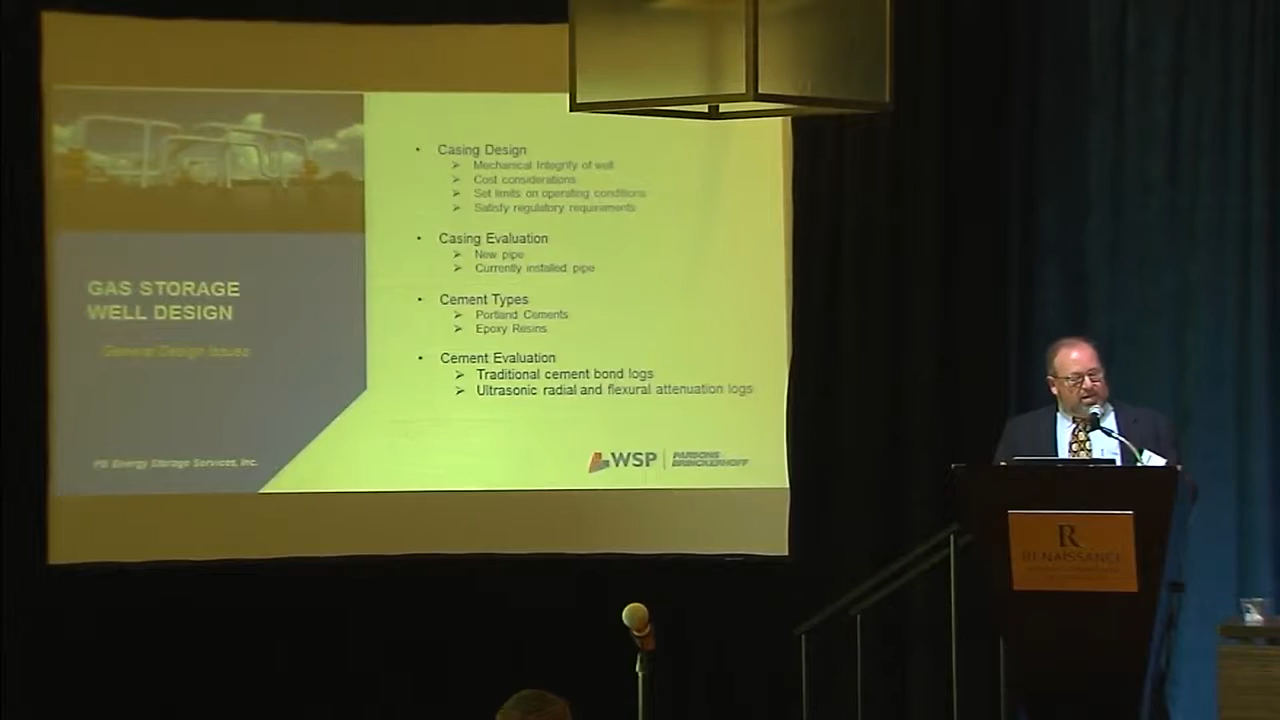 GAS STORAGE
WELL DESIGN
General Design Issues
PB Energy Storage Services, Inc.
• Casing Design
➢ Mechanical Integrity of well
➢ Cost considerations
➢ Set limits on operating conditions
➢ Satisfy regulatory requirements
• Casing Evaluation
➢ New pipe
➢ Currently installed pipe
• Cement Types
➢ Portland Cements
➢ Epoxy Resins
• Cement Evaluation
➢ Traditional cement bond logs
➢ Ultrasonic radial and flexural attenuation logs
WSP
PARSONS
BRINCKERHOFF
R
RENAISSANCE